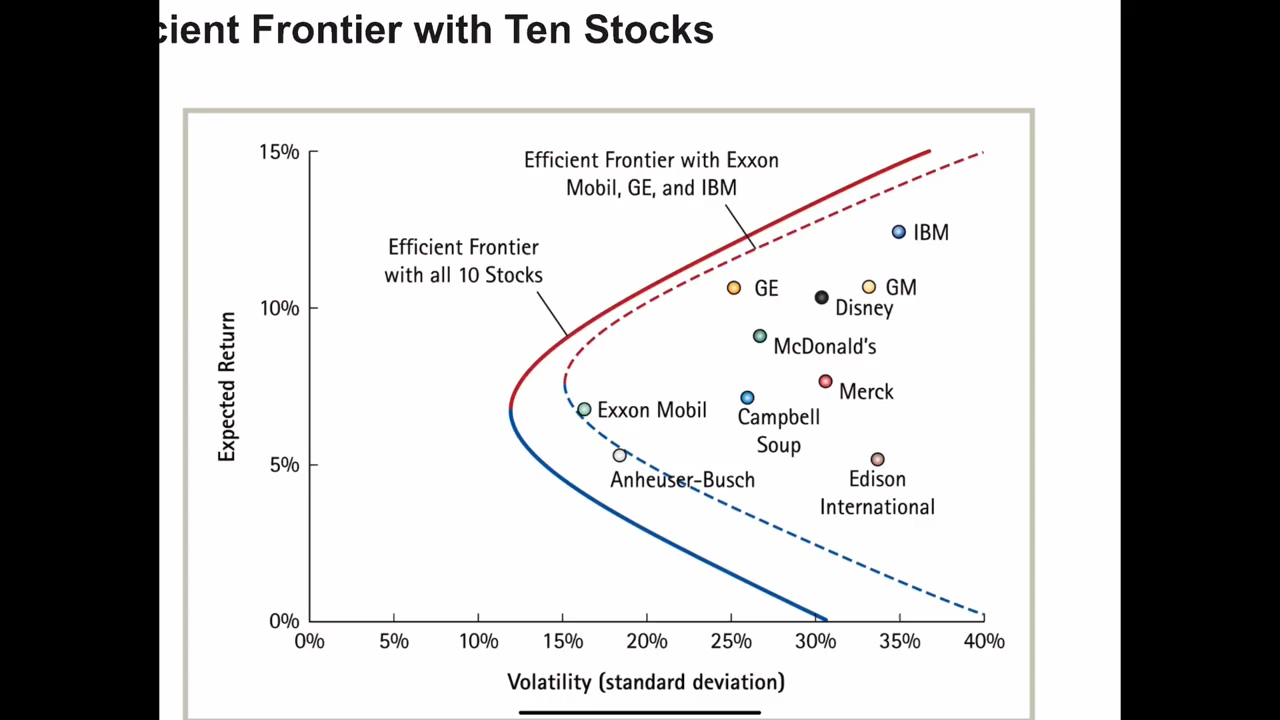 cient Frontier with Ten Stocks
15%
Efficient Frontier with Exxon
Mobil, GE, and IBM
IBM
Efficient Frontier
with all 10 Stocks
GE
GM
10%
Disney
McDonald's
Expected Return
Merck
Exxon Mobil
Campbell
Soup
5%
Anheuser-Busch
Edison
International
0%
0% 5% 10% 15% 20% 25% 30% 35% 40%
Volatility (standard deviation)